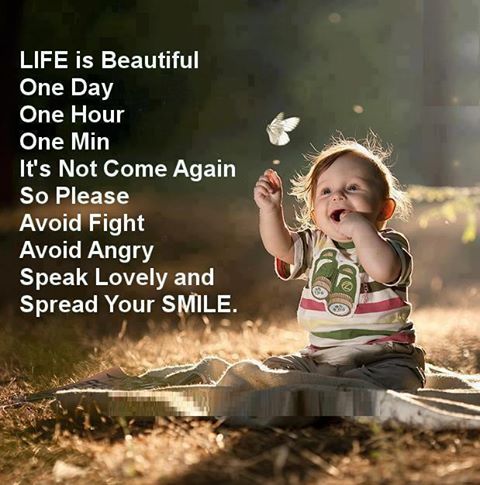 LIFE is Beautiful
One Day
One Hour
One Min
It's Not Come Again
So Please
Avoid Fight
Avoid Angry
Speak Lovely and
Spread Your SMILE.